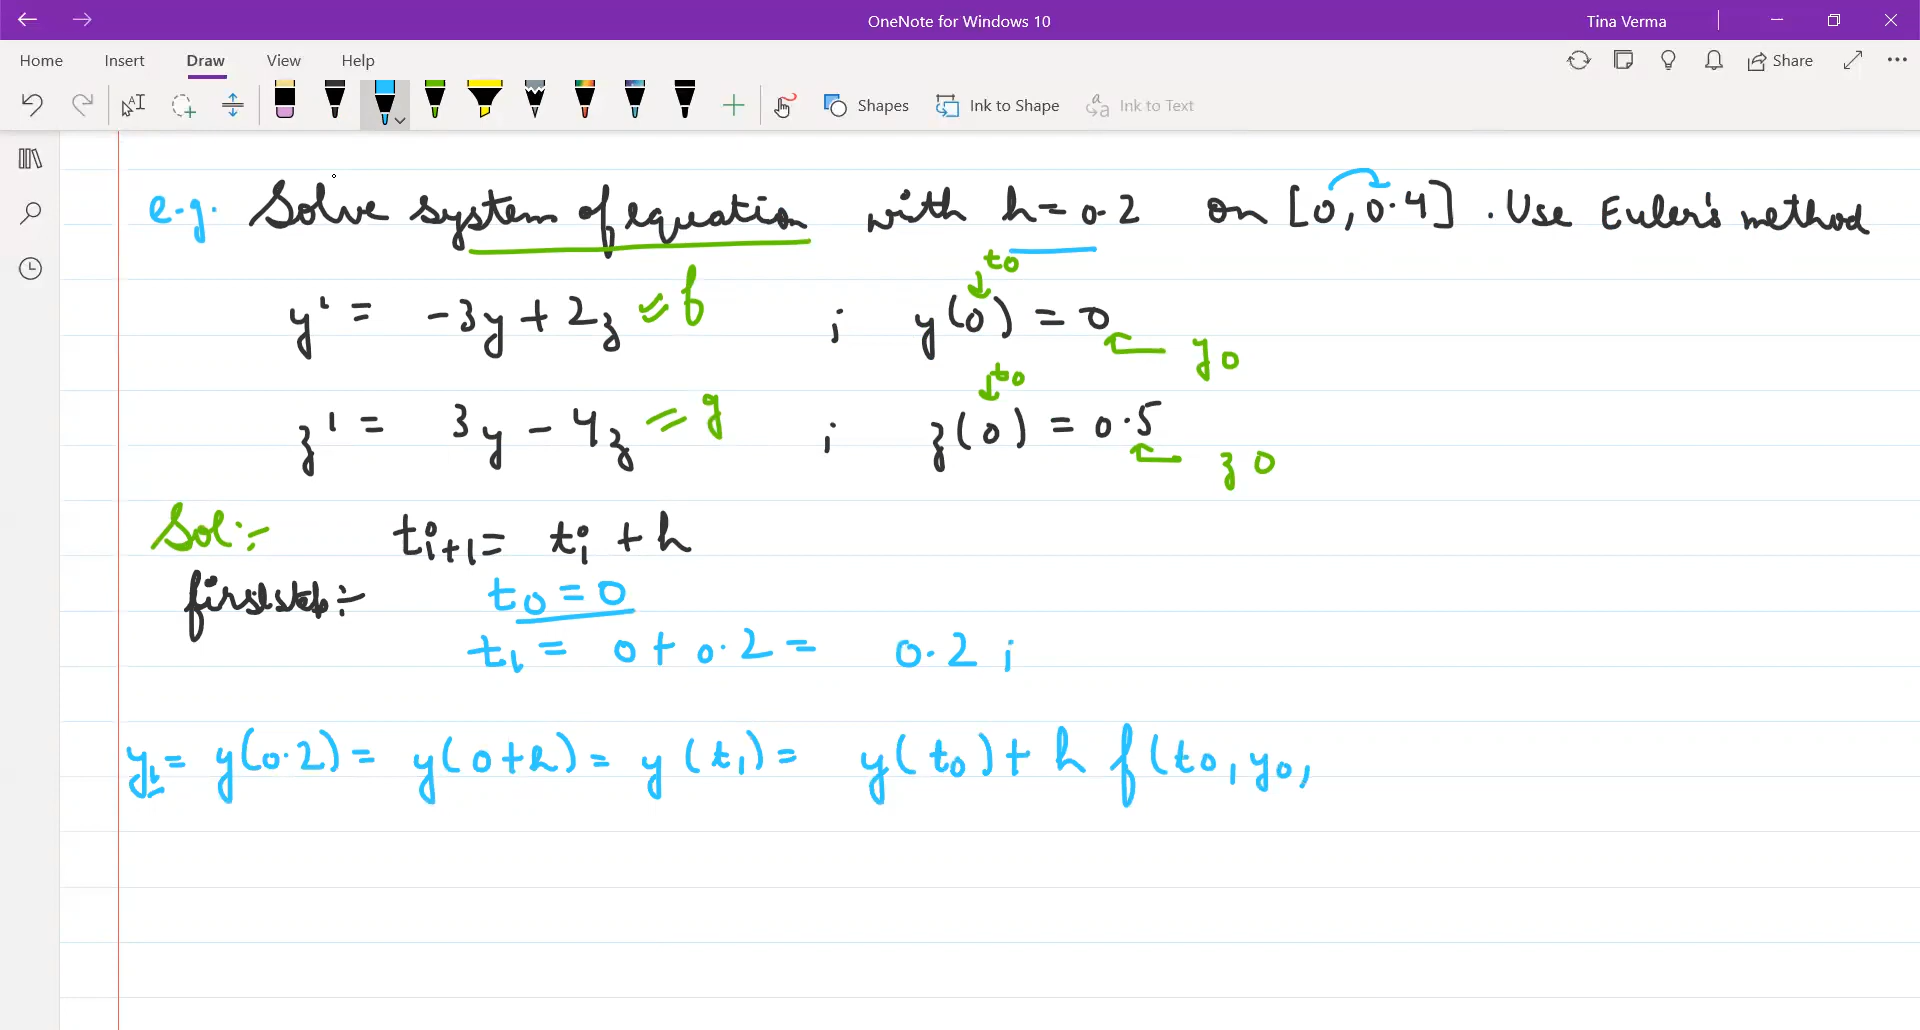 OneNote for Windows 10
Tina Verma
Home Insert Draw View Help
Share
Shapes Ink to Shape Ink to Text
e.g. Solve system of equation with h=0.2 on [0, 0.4]. Use Euler's method
t0
y' = -3y + 2z = f ; y(0) = 0
y0
t0
z' = 3y - 4z = g ; z(0) = 0.5
z0
Sol:- ti+1 = ti + h
first step:- t0 = 0
t1 = 0 + 0.2 = 0.2 ;
y1 = y(0.2) = y(0+h) = y(t1) = y(t0) + h f(t0, y0,